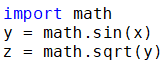 import math
y = math.sin(x)
z = math.sqrt(y)